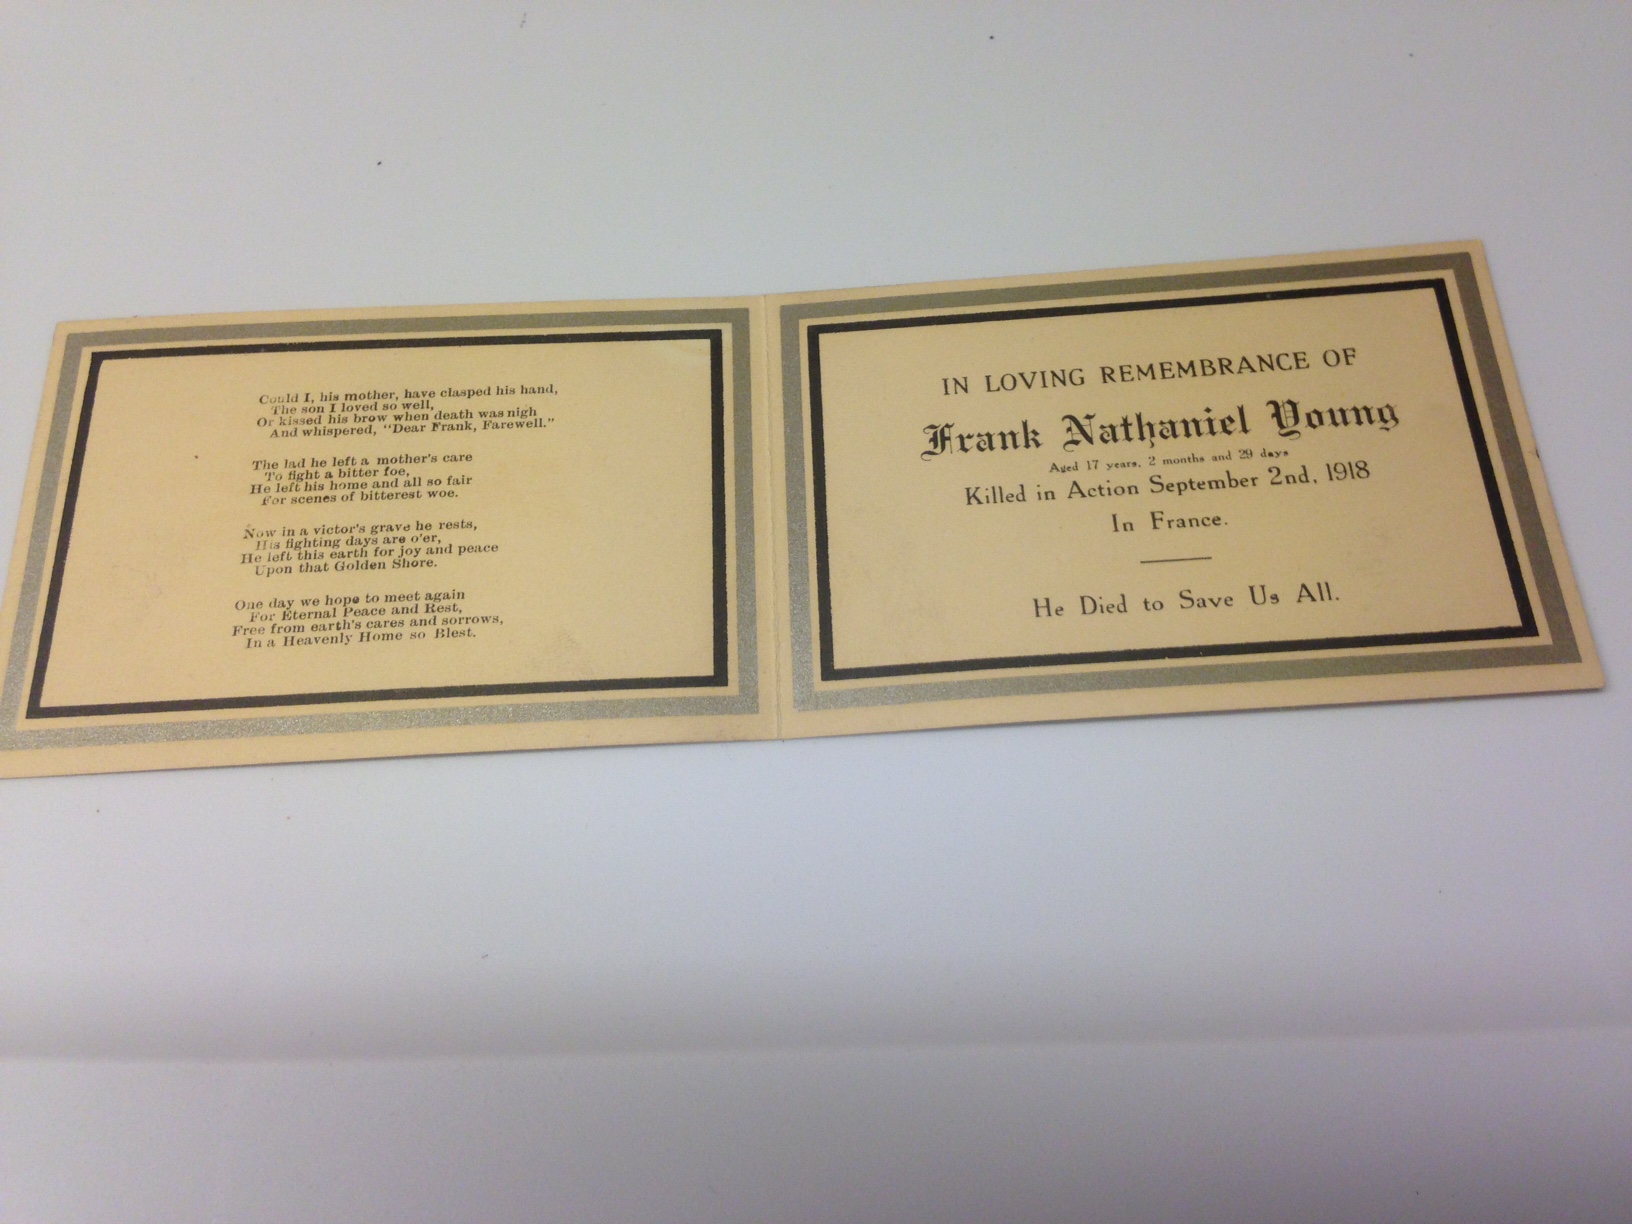 Could I, his mother, have clasped his hand,
The son I loved so well,
Or kissed his brow when death was nigh
And whispered, "Dear Frank, Farewell."
The lad he left a mother's care
To fight a bitter foe,
He left his home and all so fair
For scenes of bitterest woe.
Now in a victor's grave he rests,
His fighting days are o'er,
He left this earth for joy and peace
Upon that Golden Shore.
One day we hope to meet again
For Eternal Peace and Rest,
Free from earth's cares and sorrows,
In a Heavenly Home so Blest.
IN LOVING REMEMBRANCE OF
Frank Nathaniel Young
Aged 17 years, 2 months and 29 days
Killed in Action September 2nd, 1918
In France.
He Died to Save Us All.